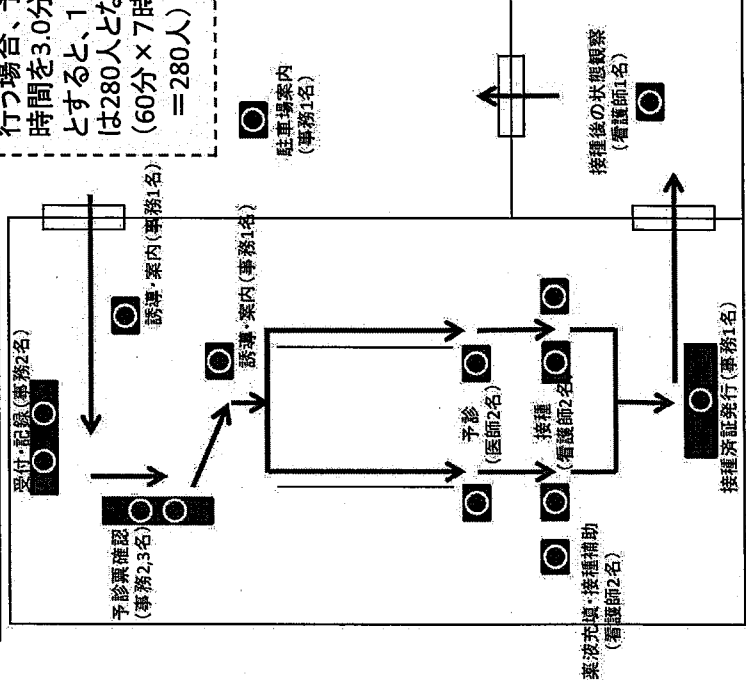 行う場合、
時間を3.0分
とすると、1
は280人とな
(60分×7時
＝280人)
受付・記録(事務2名)
誘導・案内(事務1名)
駐車場案内
(事務1名)
予診票確認
(事務2,3名)
誘導・案内(事務1名)
予診
(医師2名)
接種
(看護師2名)
薬液充填・接種補助
(看護師2名)
接種済証発行(事務1名)
接種後の状態観察
(看護師1名)